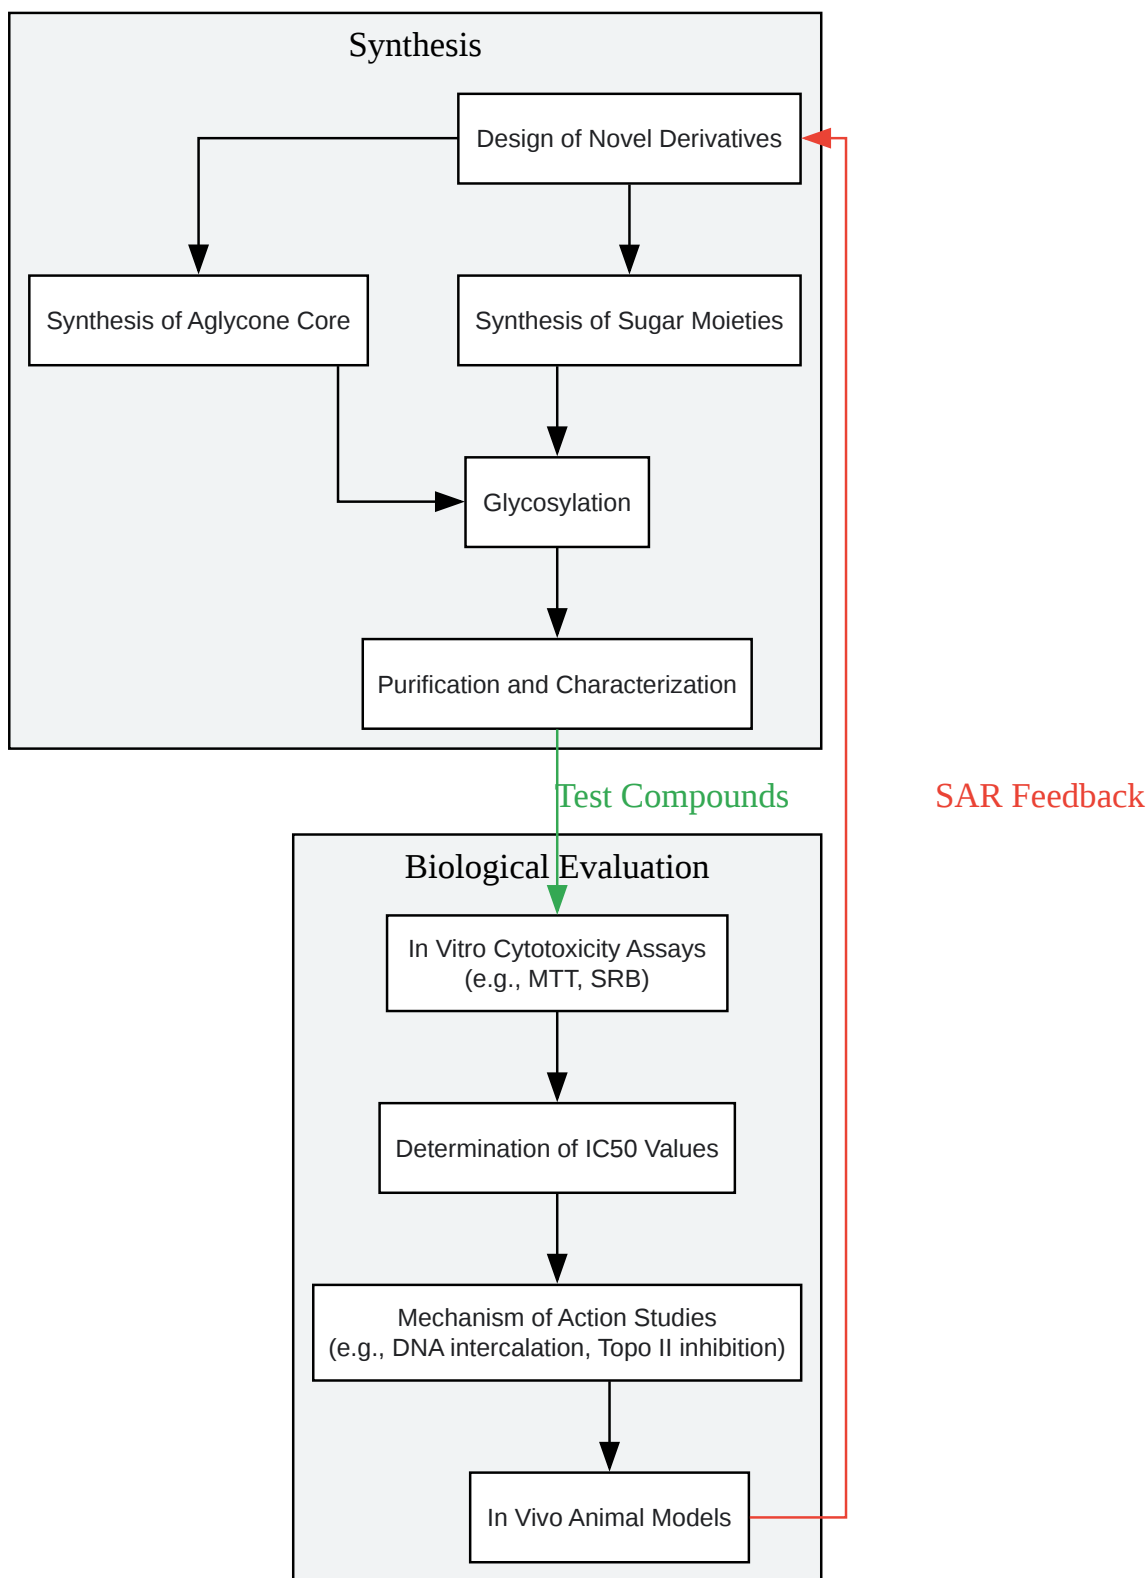 Synthesis
Design of Novel Derivatives
Synthesis of Aglycone Core
Synthesis of Sugar Moieties
Glycosylation
Purification and Characterization
Test Compounds
SAR Feedback
Biological Evaluation
In Vitro Cytotoxicity Assays
(e.g., MTT, SRB)
Determination of IC50 Values
Mechanism of Action Studies
(e.g., DNA intercalation, Topo II inhibition)
In Vivo Animal Models